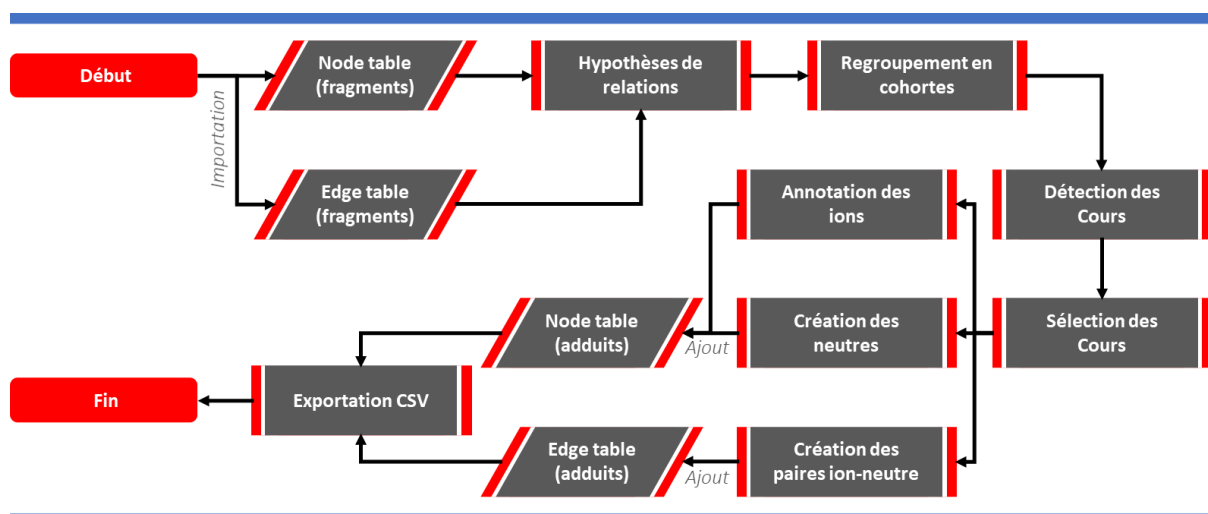 Début
Importation
Node table
(fragments)
Hypothèses de
relations
Regroupement en
cohortes
Edge table
(fragments)
Annotation des
ions
Détection des
Cours
Node table
(adduits)
Ajout
Création des
neutres
Sélection des
Cours
Fin
Exportation CSV
Edge table
(adduits)
Ajout
Création des
paires ion-neutre